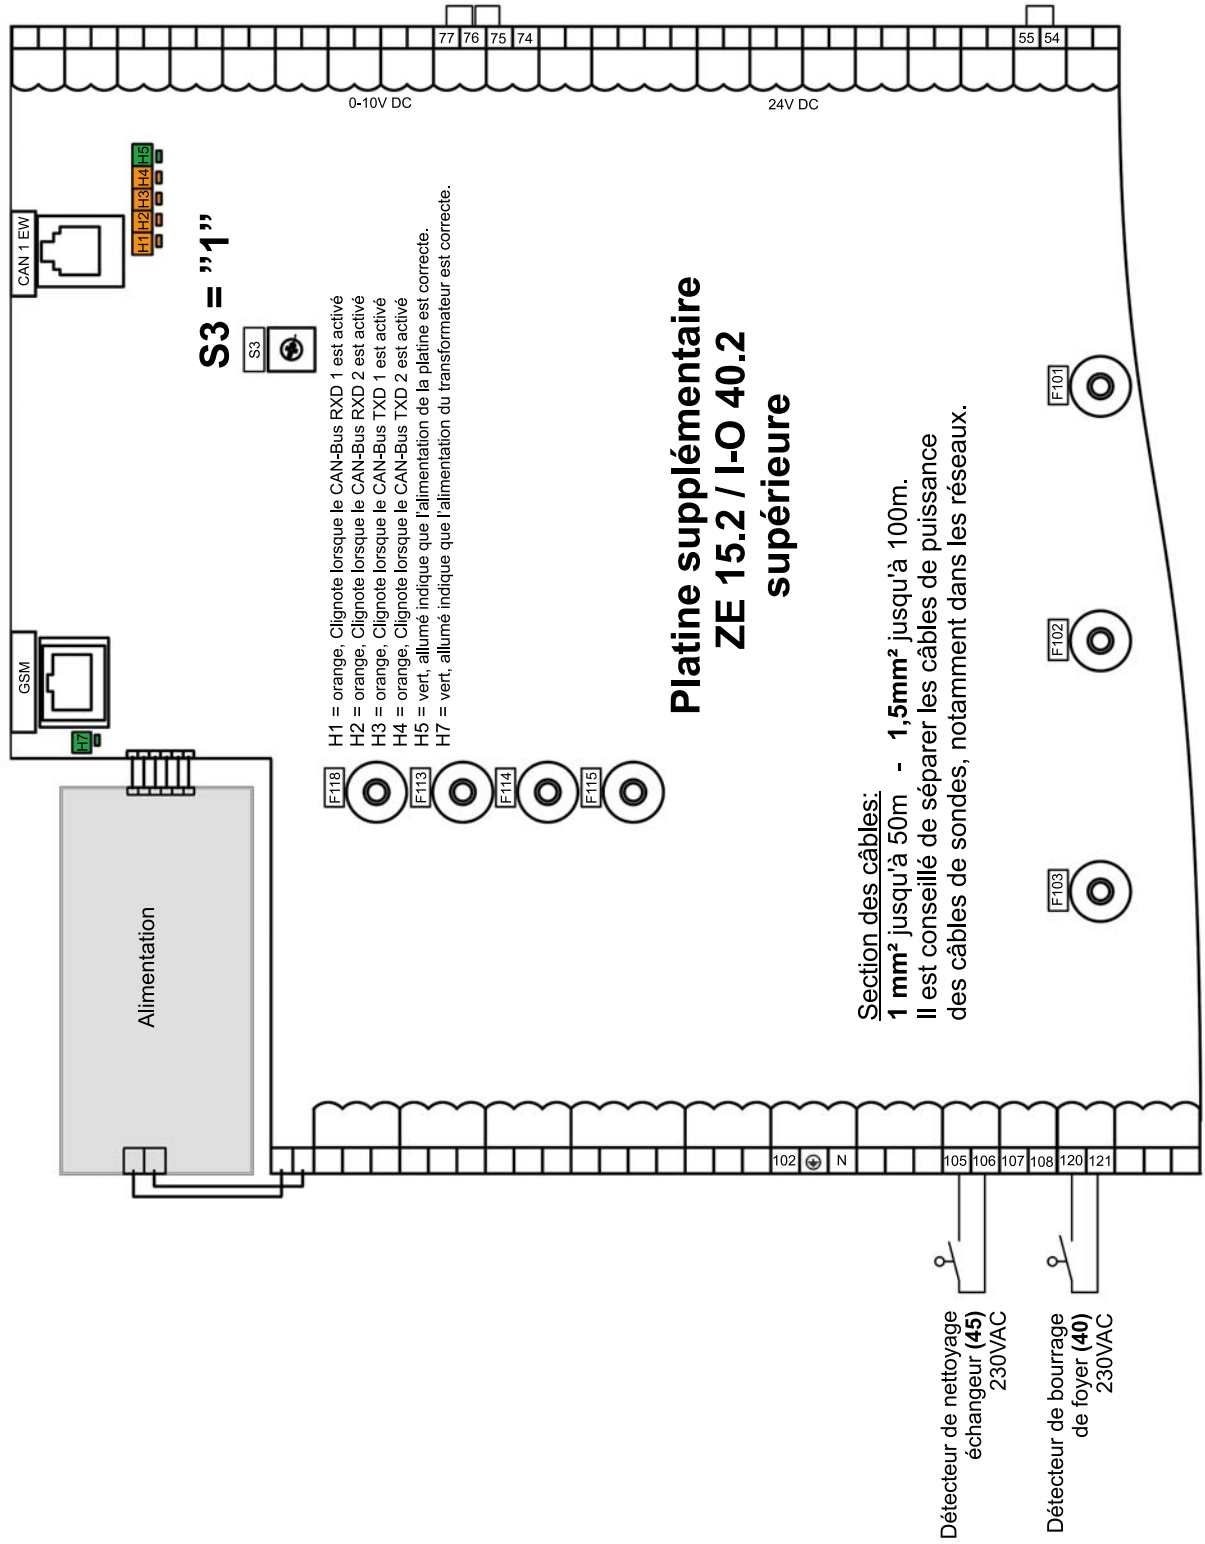 77 76 75 74
55 54
0-10V DC
24V DC
CAN 1 EW
H1 H2 H3 H4 H5
S3 = ”1”
S3
GSM
H7
H1 = orange, Clignote lorsque le CAN-Bus RXD 1 est activé
H2 = orange, Clignote lorsque le CAN-Bus RXD 2 est activé
H3 = orange, Clignote lorsque le CAN-Bus TXD 1 est activé
H4 = orange, Clignote lorsque le CAN-Bus TXD 2 est activé
H5 = vert, allumé indique que l'alimentation de la platine est correcte.
H7 = vert, allumé indique que l'alimentation du transformateur est correcte.
F118
F113
F114
F115
Alimentation
Platine supplémentaire
ZE 15.2 / I-O 40.2
supérieure
F101
F102
F103
Section des câbles:
1 mm² jusqu'à 50m - 1,5mm² jusqu'à 100m.
Il est conseillé de séparer les câbles de puissance
des câbles de sondes, notamment dans les réseaux.
102 N
105 106 107 108 120 121
Détecteur de nettoyage
échangeur (45)
230VAC
Détecteur de bourrage
de foyer (40)
230VAC